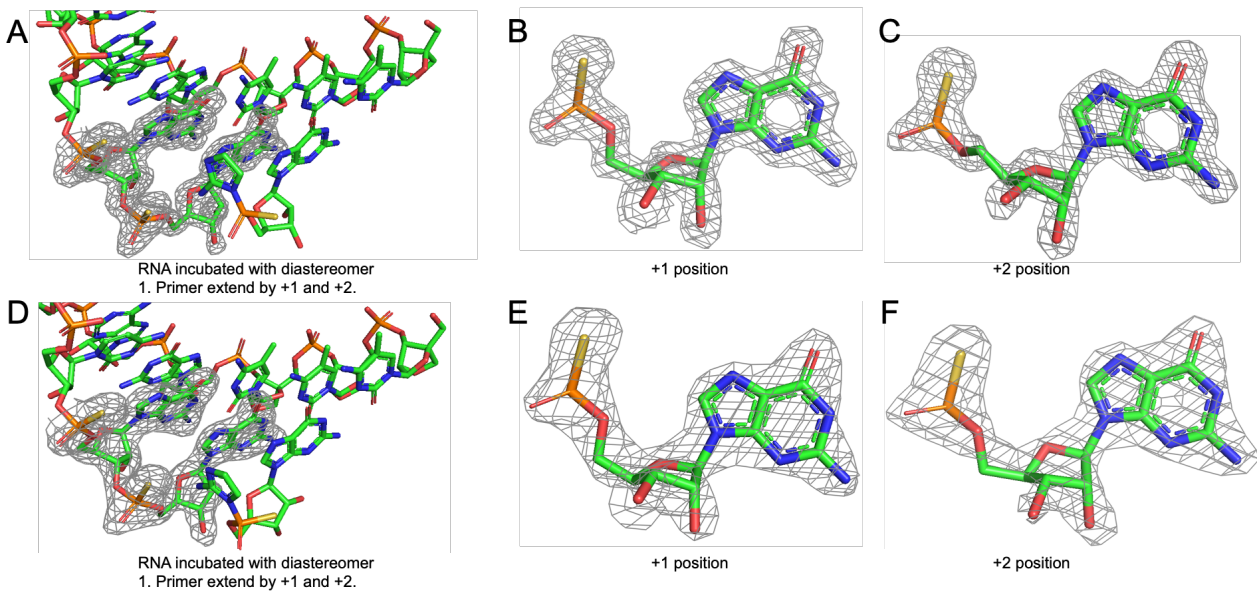 A
B
C
RNA incubated with diastereomer
1. Primer extend by +1 and +2.
+1 position
+2 position
D
E
F
RNA incubated with diastereomer
1. Primer extend by +1 and +2.
+1 position
+2 position